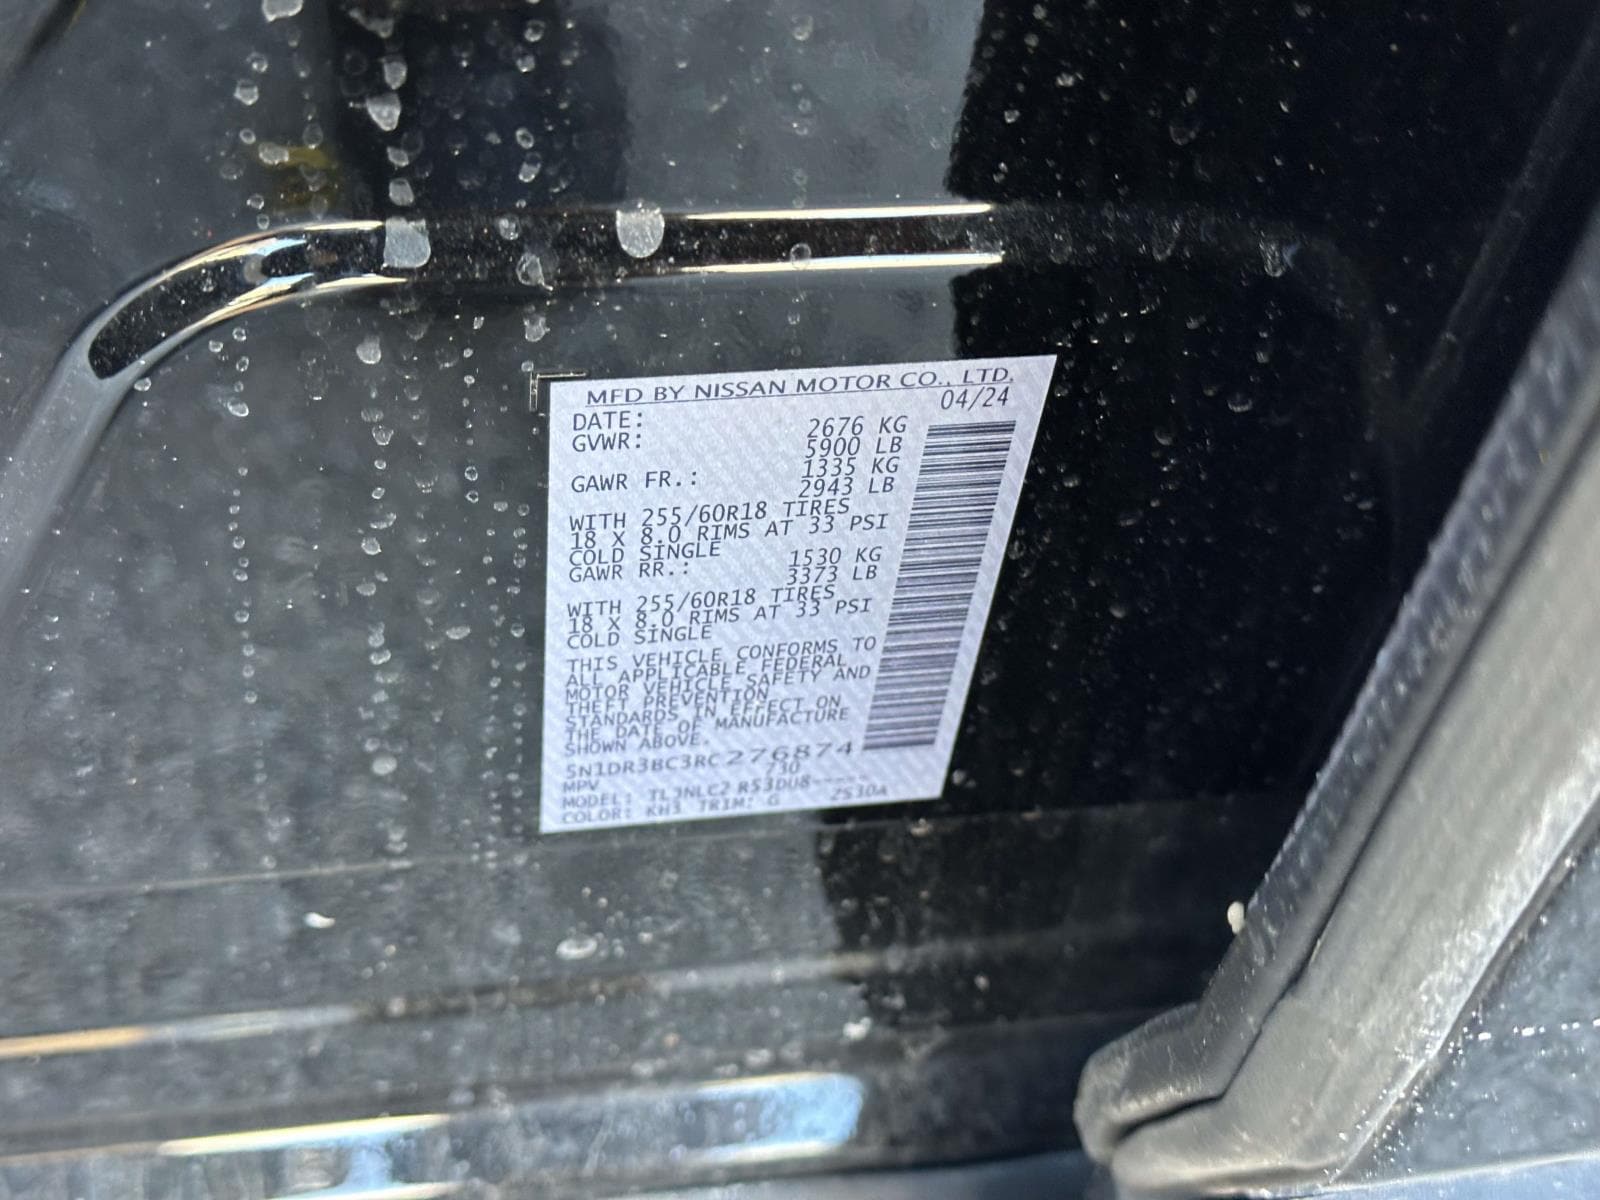 MFD BY NISSAN MOTOR CO., LTD.
DATE: 04/24
GVWR: 2676 KG
5900 LB
GAWR FR.: 1335 KG
2943 LB
WITH 255/60R18 TIRES
18 X 8.0 RIMS AT 33 PSI
COLD SINGLE
GAWR RR.: 1530 KG
3373 LB
WITH 255/60R18 TIRES
18 X 8.0 RIMS AT 33 PSI
COLD SINGLE
THIS VEHICLE CONFORMS TO
ALL APPLICABLE FEDERAL
MOTOR VEHICLE SAFETY AND
THEFT PREVENTION
STANDARDS IN EFFECT ON
THE DATE OF MANUFACTURE
SHOWN ABOVE.
5N1DR3BC3RC276874
MPV 730
MODEL: TL3NLC2 R53DU8-----
COLOR: KH3 TRIM: G 2S30A